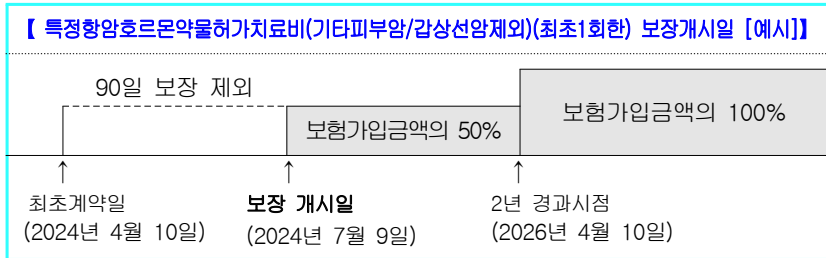 【 특정항암호르몬약물허가치료비(기타피부암/갑상선암제외)(최초1회한) 보장개시일 [예시]】
90일 보장 제외
보험가입금액의 50%
보험가입금액의 100%
최초계약일
(2024년 4월 10일)
보장 개시일
(2024년 7월 9일)
2년 경과시점
(2026년 4월 10일)